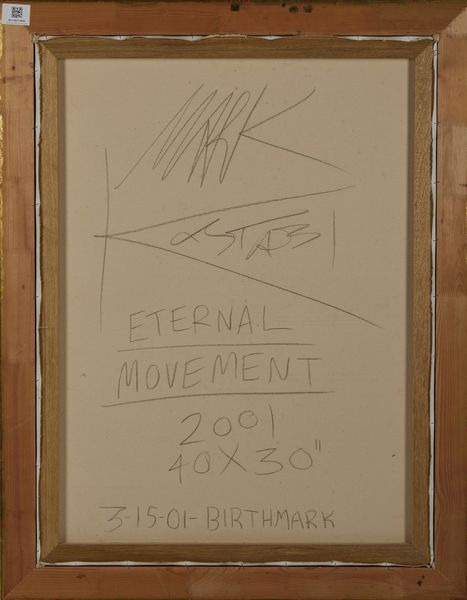 MARK
KOSTABI
ETERNAL
MOVEMENT
2001
40X30"
3-15-01-BIRTHMARK